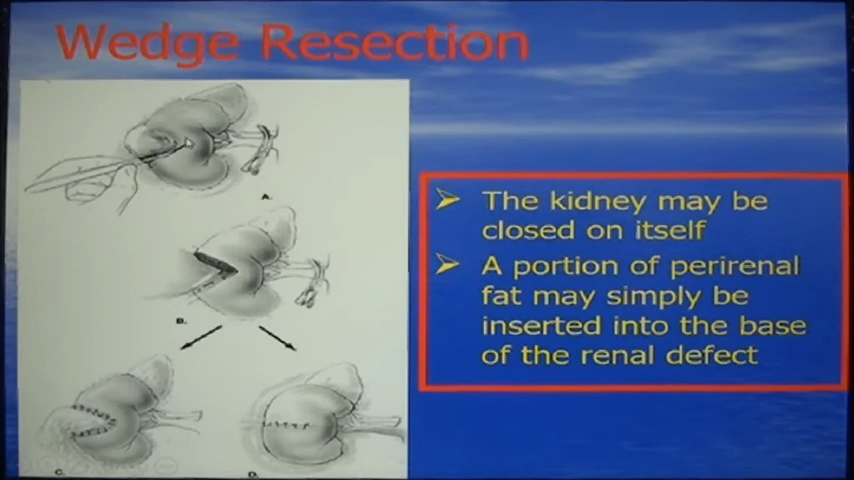 Wedge Resection
A.
B.
C.
D.
The kidney may be
closed on itself
A portion of perirenal
fat may simply be
inserted into the base
of the renal defect